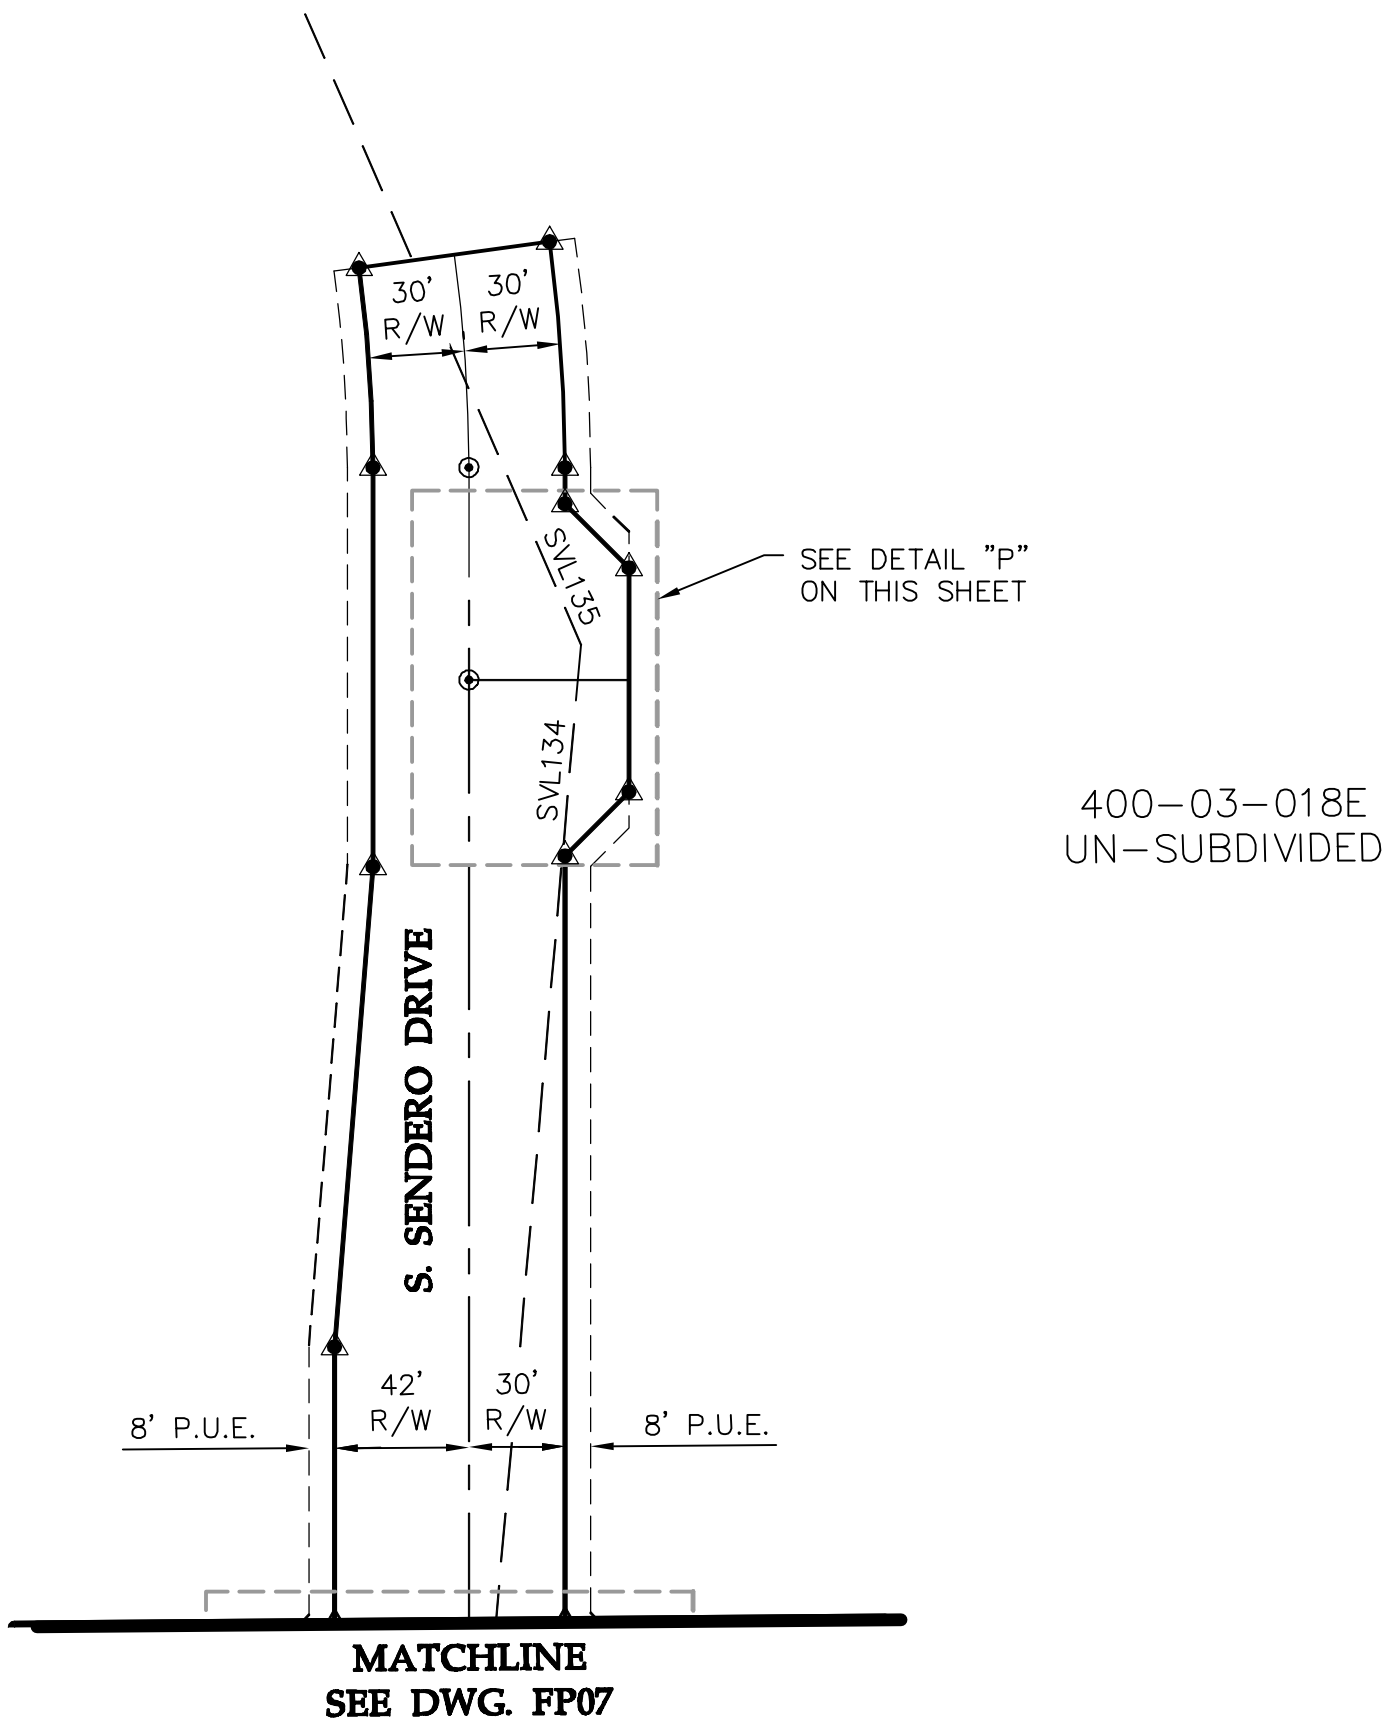 30' 30'
R/W R/W
SVL135
SEE DETAIL "P"
ON THIS SHEET
SVL134
400-03-018E
UN-SUBDIVIDED
S. SENDERO DRIVE
42' 30'
R/W R/W
8' P.U.E. 8' P.U.E.
MATCHLINE
SEE DWG. FP07